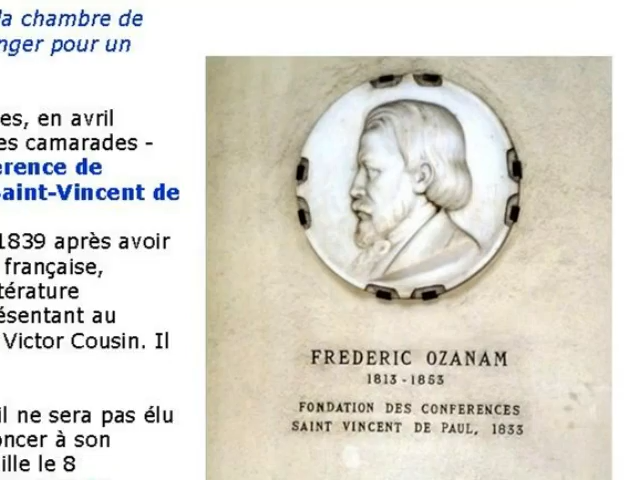 la chambre de
nger pour un
es, en avril
es camarades -
érence de
Saint-Vincent de
1839 après avoir
française,
térature
ésentant au
Victor Cousin. Il
il ne sera pas élu
oncer à son
ille le 8
FREDERIC OZANAM
1813-1853
FONDATION DES CONFERENCES
SAINT VINCENT DE PAUL, 1833